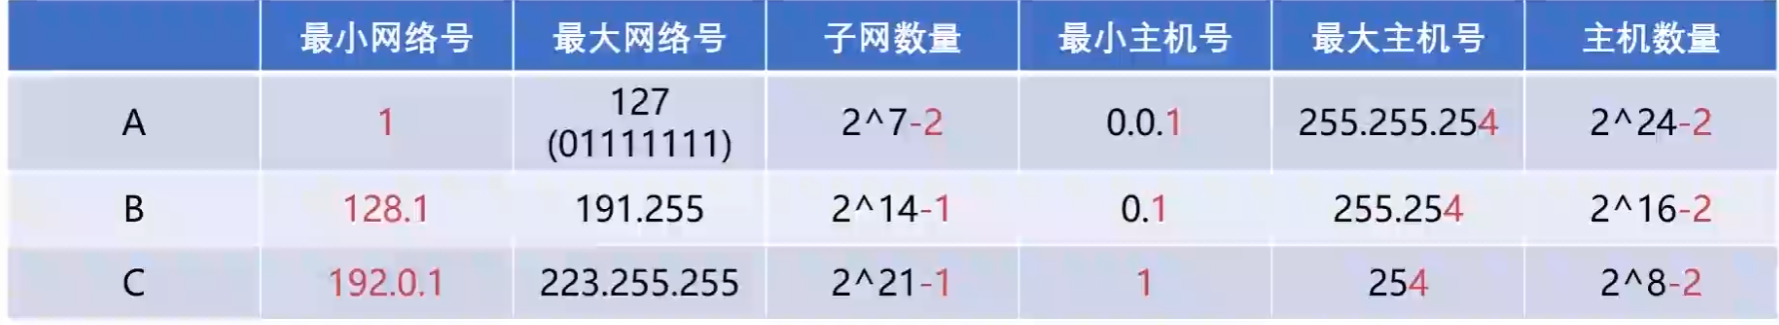 最小网络号 最大网络号 子网数量 最小主机号 最大主机号 主机数量
A 1 127 (01111111) 2^7-2 0.0.1 255.255.254 2^24-2
B 128.1 191.255 2^14-1 0.1 255.254 2^16-2
C 192.0.1 223.255.255 2^21-1 1 254 2^8-2